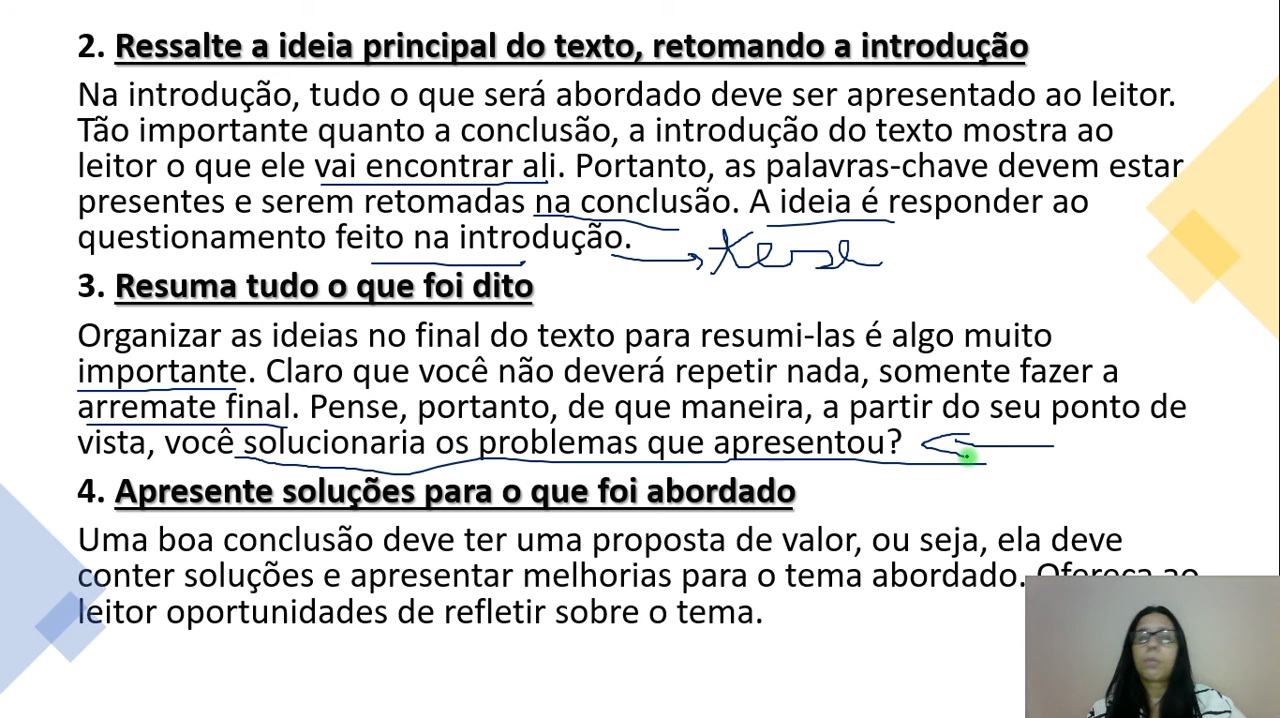 2. Ressalte a ideia principal do texto, retomando a introdução
Na introdução, tudo o que será abordado deve ser apresentado ao leitor.
Tão importante quanto a conclusão, a introdução do texto mostra ao
leitor o que ele vai encontrar ali. Portanto, as palavras-chave devem estar
presentes e serem retomadas na conclusão. A ideia é responder ao
questionamento feito na introdução.
3. Resuma tudo o que foi dito
Organizar as ideias no final do texto para resumi-las é algo muito
importante. Claro que você não deverá repetir nada, somente fazer a
arremate final. Pense, portanto, de que maneira, a partir do seu ponto de
vista, você solucionaria os problemas que apresentou?
4. Apresente soluções para o que foi abordado
Uma boa conclusão deve ter uma proposta de valor, ou seja, ela deve
conter soluções e apresentar melhorias para o tema abordado. Ofereça ao
leitor oportunidades de refletir sobre o tema.